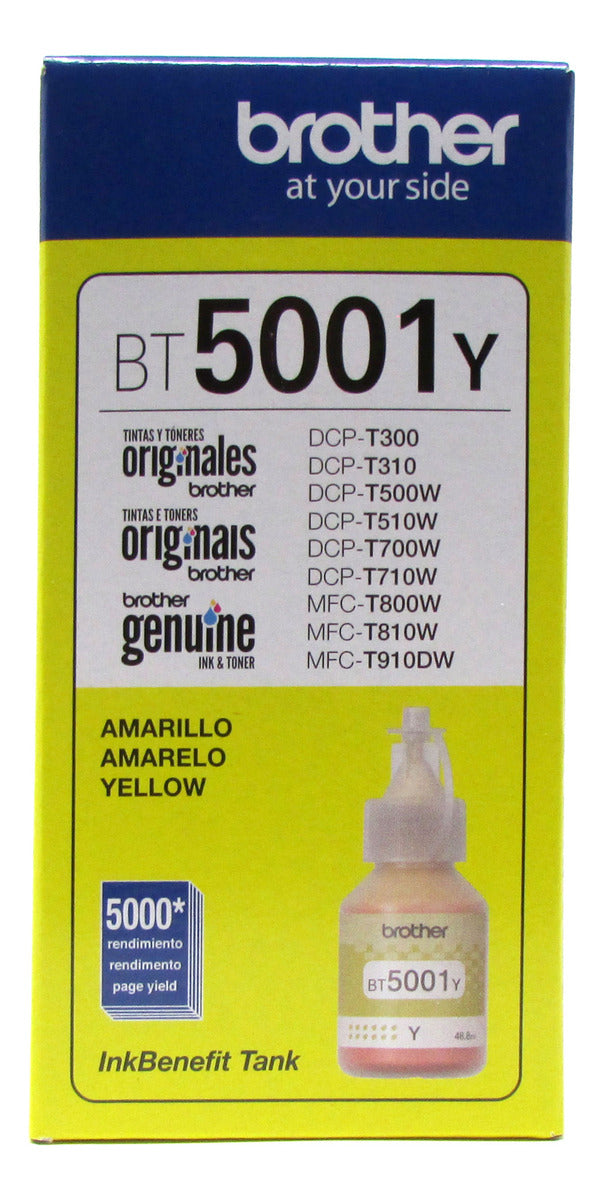 brother
at your side
BT5001Y
TINTAS Y TÓNERES
originales
brother
TINTAS E TONERS
originais
brother
brother
genuine
INK & TONER
DCP-T300
DCP-T310
DCP-T500W
DCP-T510W
DCP-T700W
DCP-T710W
MFC-T800W
MFC-T810W
MFC-T910DW
AMARILLO
AMARELO
YELLOW
5000*
rendimiento
rendimento
page yield
InkBenefit Tank
brother
BT5001Y
Y 48.8ml